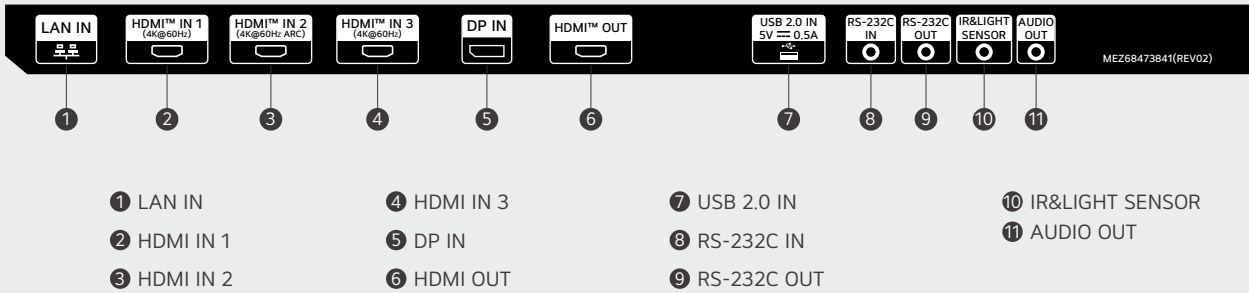 LAN IN
HDMI™ IN 1
(4K@60Hz)
HDMI™ IN 2
(4K@60Hz ARC)
HDMI™ IN 3
(4K@60Hz)
DP IN
HDMI™ OUT
USB 2.0 IN
5V ⎓ 0.5A
RS-232C
IN
RS-232C
OUT
IR&LIGHT
SENSOR
AUDIO
OUT
MEZ68473841(REV02)
1
2
3
4
5
6
7
8
9
10
11
1 LAN IN
2 HDMI IN 1
3 HDMI IN 2
4 HDMI IN 3
5 DP IN
6 HDMI OUT
7 USB 2.0 IN
8 RS-232C IN
9 RS-232C OUT
10 IR&LIGHT SENSOR
11 AUDIO OUT